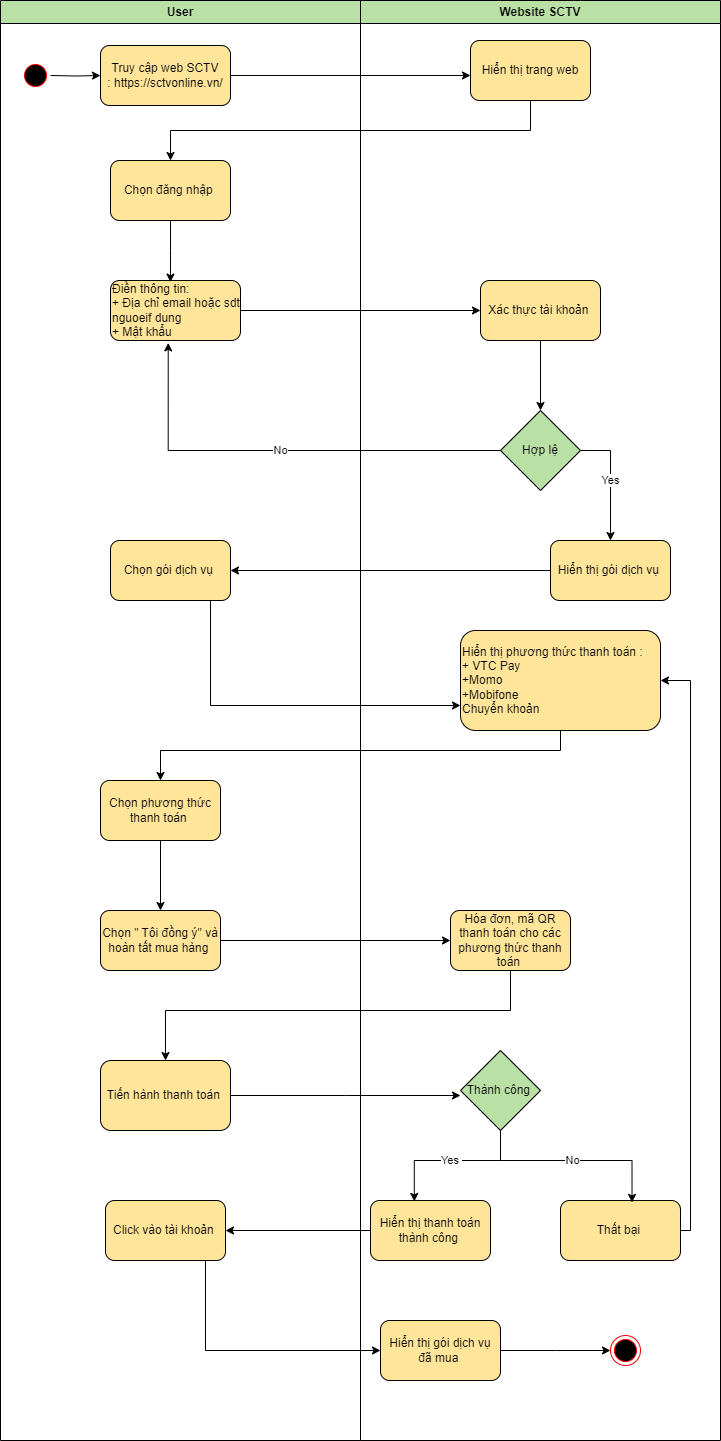 User
Website SCTV
Truy cập web SCTV
: https://sctvonline.vn/
Hiển thị trang web
Chọn đăng nhập
Điền thông tin:
+ Địa chỉ email hoặc sdt
nguoeif dung
+ Mật khẩu
Xác thực tài khoản
Hợp lệ
No
Yes
Chọn gói dịch vụ
Hiển thị gói dịch vụ
Hiển thị phương thức thanh toán :
+ VTC Pay
+Momo
+Mobifone
Chuyển khoản
Chọn phương thức
thanh toán
Chọn " Tôi đồng ý" và
hoàn tất mua hàng
Hóa đơn, mã QR
thanh toán cho các
phương thức thanh
toán
Tiến hành thanh toán
Thành công
Yes
No
Click vào tài khoản
Hiển thị thanh toán
thành công
Thất bại
Hiển thị gói dịch vụ
đã mua